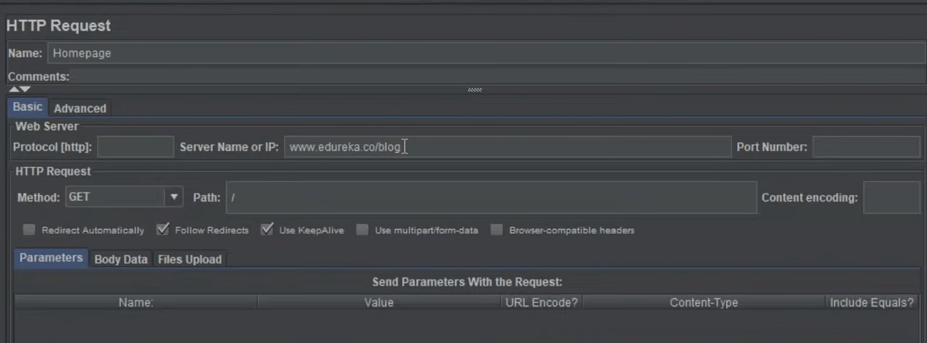 HTTP Request
Name: Homepage
Comments:
Basic Advanced
Web Server
Protocol [http]: Server Name or IP: www.edureka.co/blog Port Number:
HTTP Request
Method: GET Path: / Content encoding:
Redirect Automatically Follow Redirects Use KeepAlive Use multipart/form-data Browser-compatible headers
Parameters Body Data Files Upload
Send Parameters With the Request:
Name: Value URL Encode? Content-Type Include Equals?